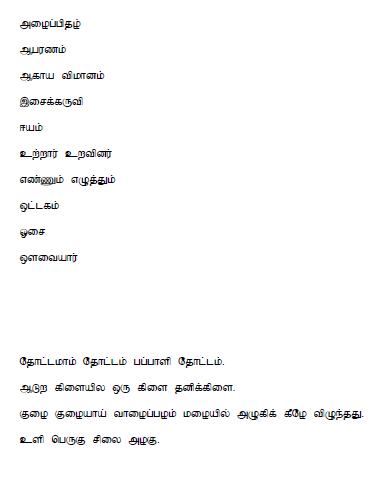 அழைப்பிதழ்
ஆபரணம்
ஆகாய விமானம்
இசைக்கருவி
ஈயம்
உற்றார் உறவினர்
எண்ணும் எழுத்தும்
ஒட்டகம்
ஓசை
ஔவையார்
தோட்டமாம் தோட்டம் பப்பாளி தோட்டம்.
ஆடுற கிளையில ஒரு கிளை தனிக்கிளை.
குழை குழையாய் வாழைப்பழம் மழையில் அழுகிக் கீழே விழுந்தது.
உளி பெருகு சிலை அழகு.